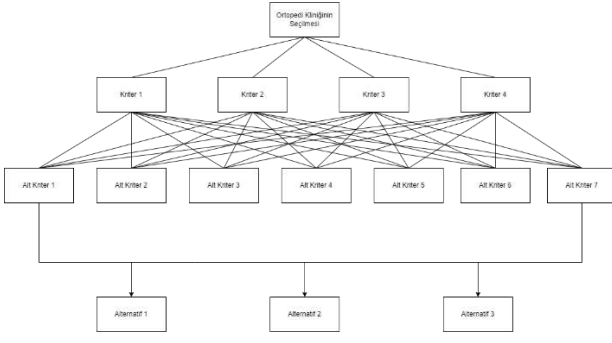 Ortopedi Kliniğinin
Seçilmesi
Kriter 1
Kriter 2
Kriter 3
Kriter 4
Alt Kriter 1
Alt Kriter 2
Alt Kriter 3
Alt Kriter 4
Alt Kriter 5
Alt Kriter 6
Alt Kriter 7
Alternatif 1
Alternatif 2
Alternatif 3